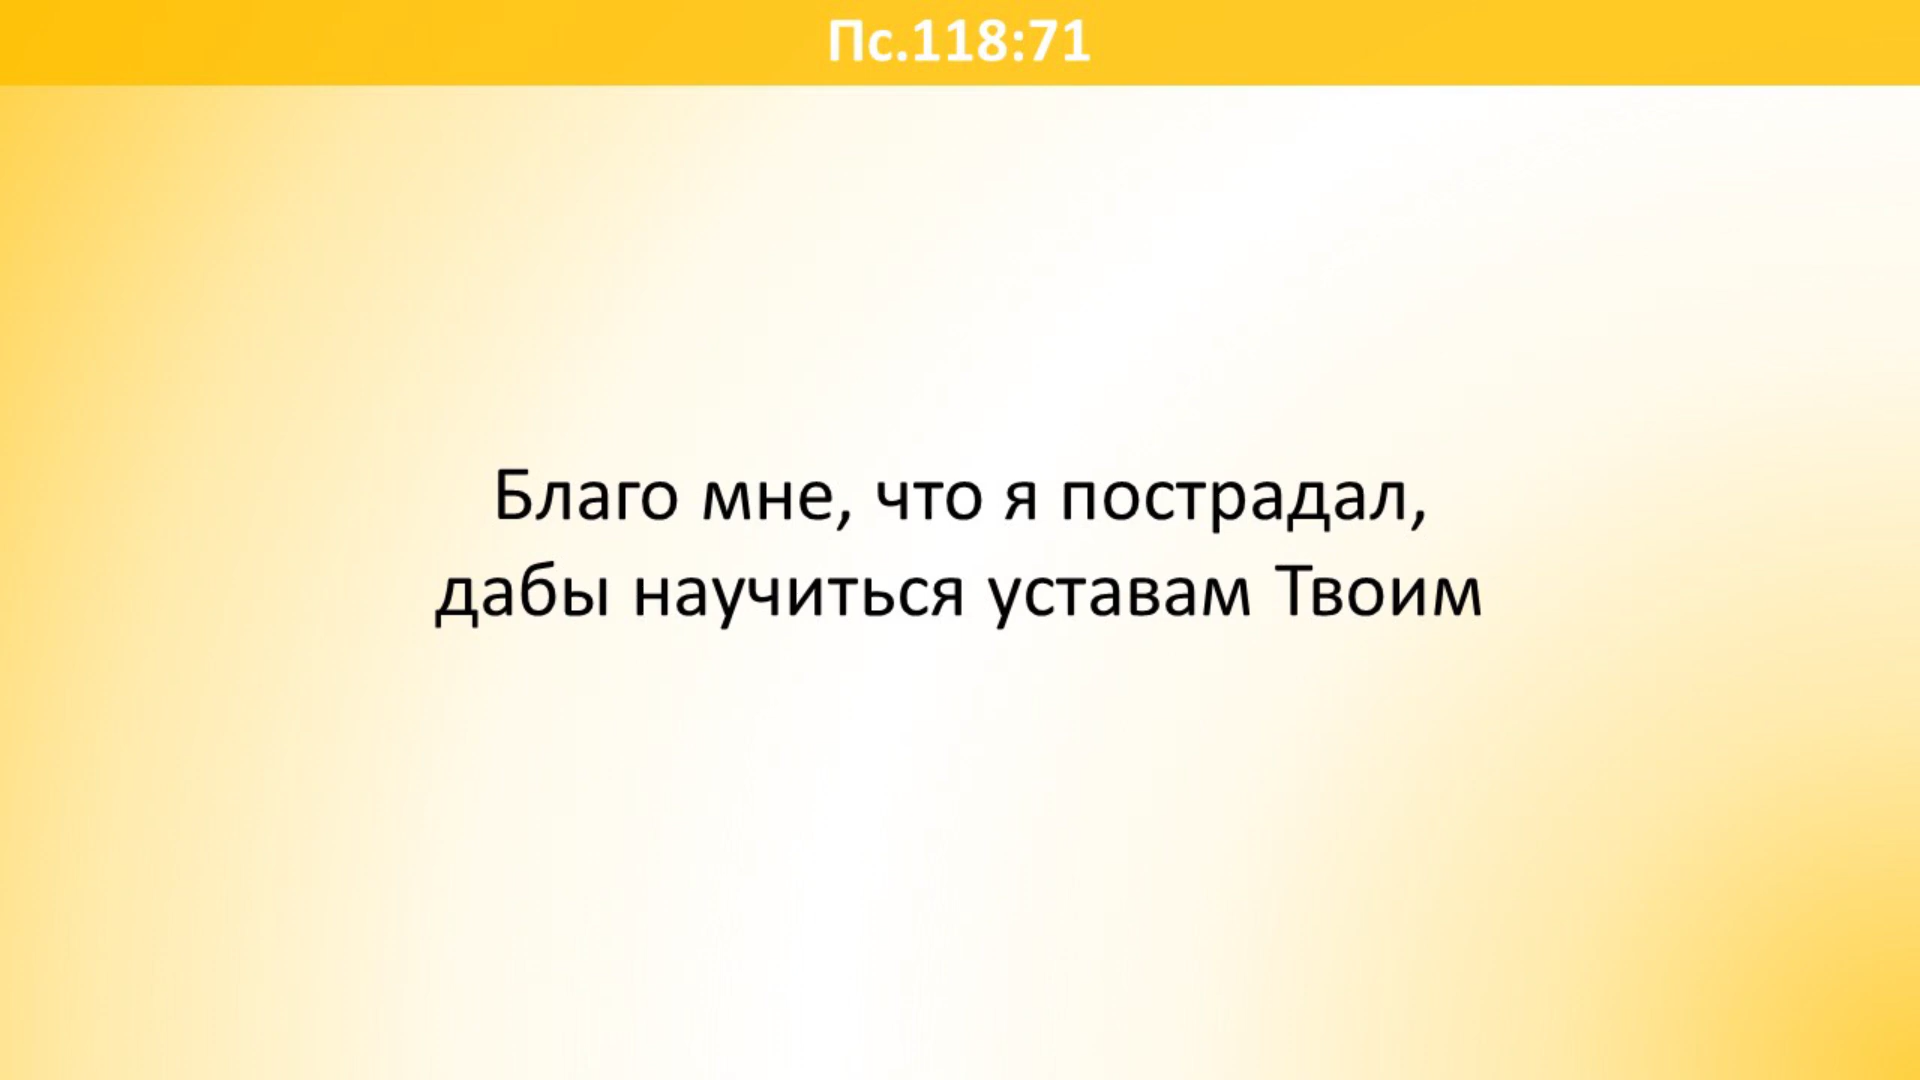 Пс.118:71
Благо мне, что я пострадал,
дабы научиться уставам Твоим